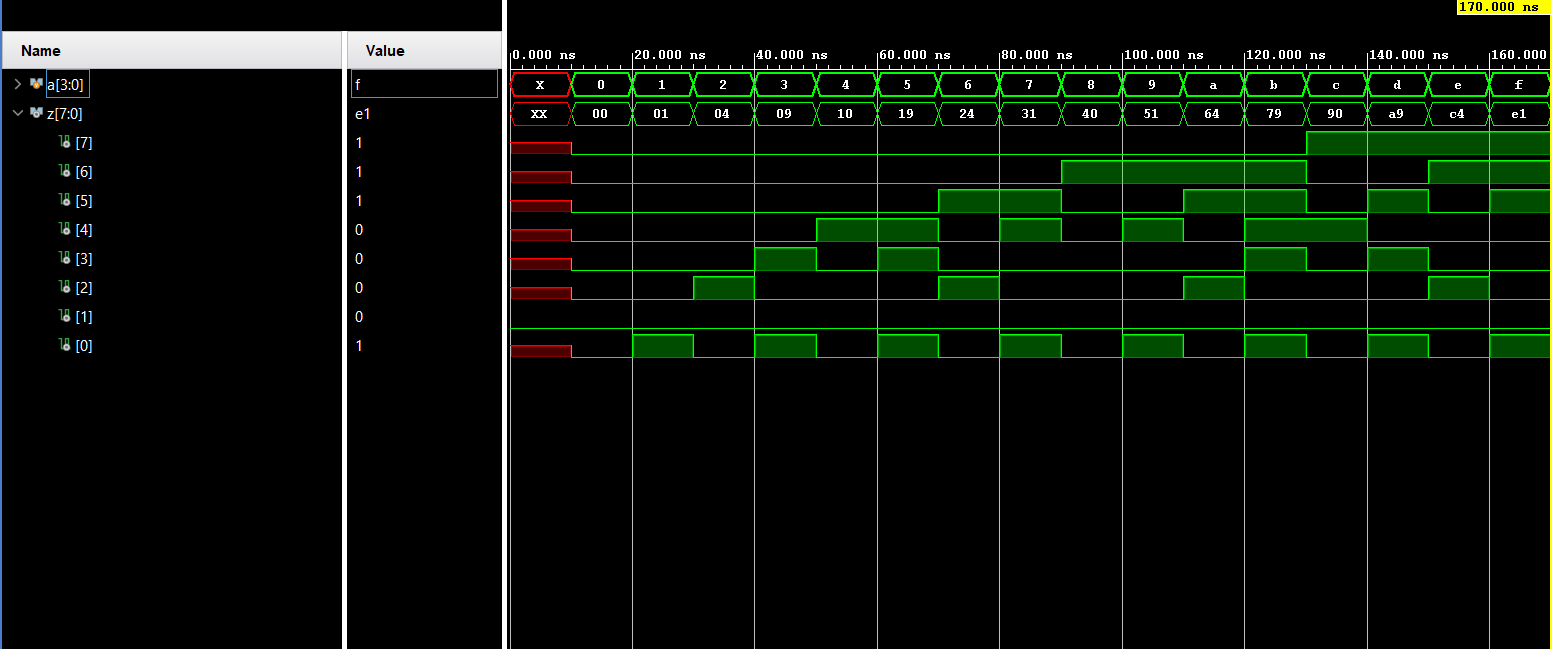 170.000 ns
Name Value
0.000 ns 20.000 ns 40.000 ns 60.000 ns 80.000 ns 100.000 ns 120.000 ns 140.000 ns 160.000
a[3:0] f X 0 1 2 3 4 5 6 7 8 9 a b c d e f
z[7:0] e1 XX 00 01 04 09 10 19 24 31 40 51 64 79 90 a9 c4 e1
[7] 1
[6] 1
[5] 1
[4] 0
[3] 0
[2] 0
[1] 0
[0] 1